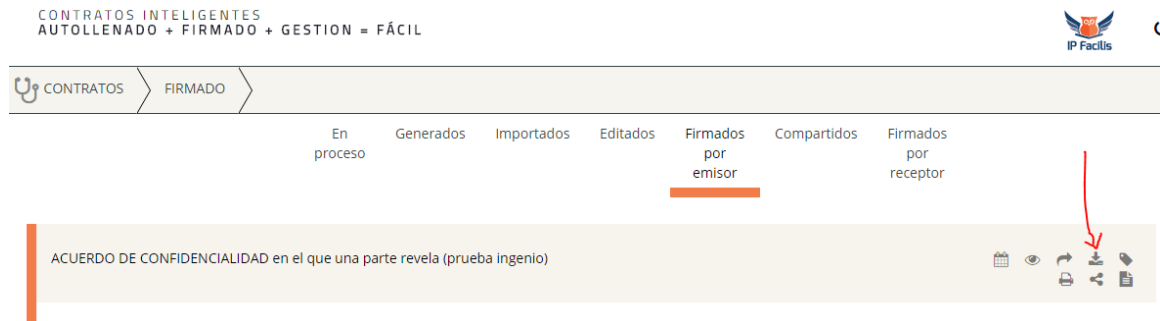 CONTRATOS INTELIGENTES
AUTOLLENADO + FIRMADO + GESTION = FÁCIL
IP Facilis
CONTRATOS
FIRMADO
En
proceso
Generados
Importados
Editados
Firmados
por
emisor
Compartidos
Firmados
por
receptor
ACUERDO DE CONFIDENCIALIDAD en el que una parte revela (prueba ingenio)